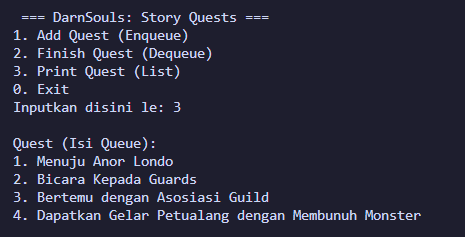 === DarnSouls: Story Quests ===
1. Add Quest (Enqueue)
2. Finish Quest (Dequeue)
3. Print Quest (List)
0. Exit
Inputkan disini le: 3
Quest (Isi Queue):
1. Menuju Anor Londo
2. Bicara Kepada Guards
3. Bertemu dengan Asosiasi Guild
4. Dapatkan Gelar Petualang dengan Membunuh Monster